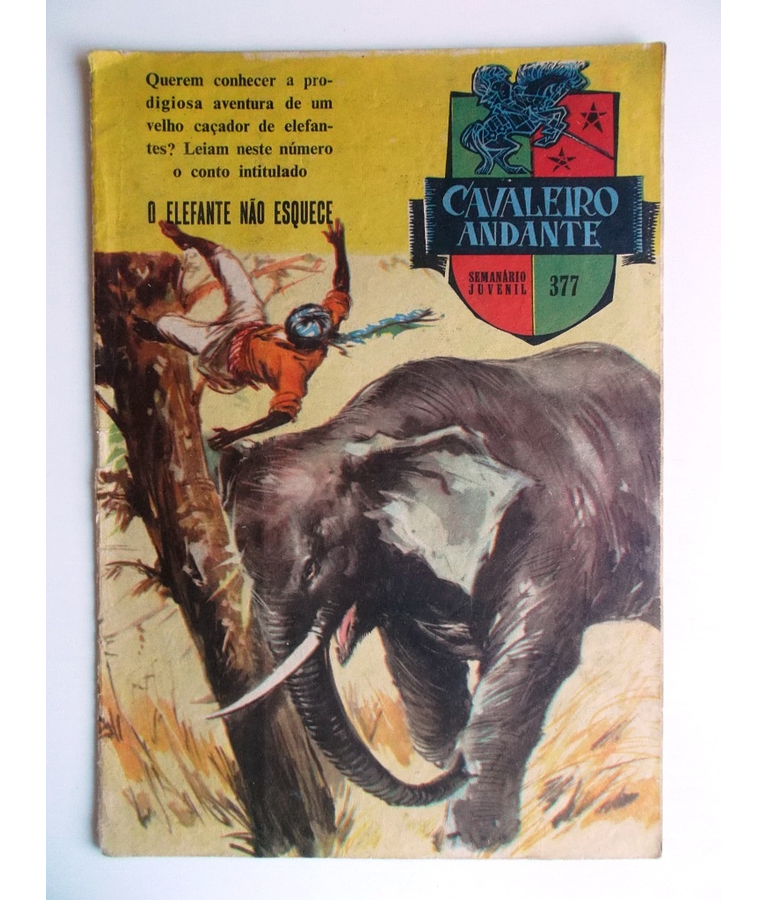 Querem conhecer a pro-
digiosa aventura de um
velho caçador de elefan-
tes? Leiam neste número
o conto intitulado
O ELEFANTE NÃO ESQUECE
CAVALEIRO
ANDANTE
SEMANÁRIO
JUVENIL 377